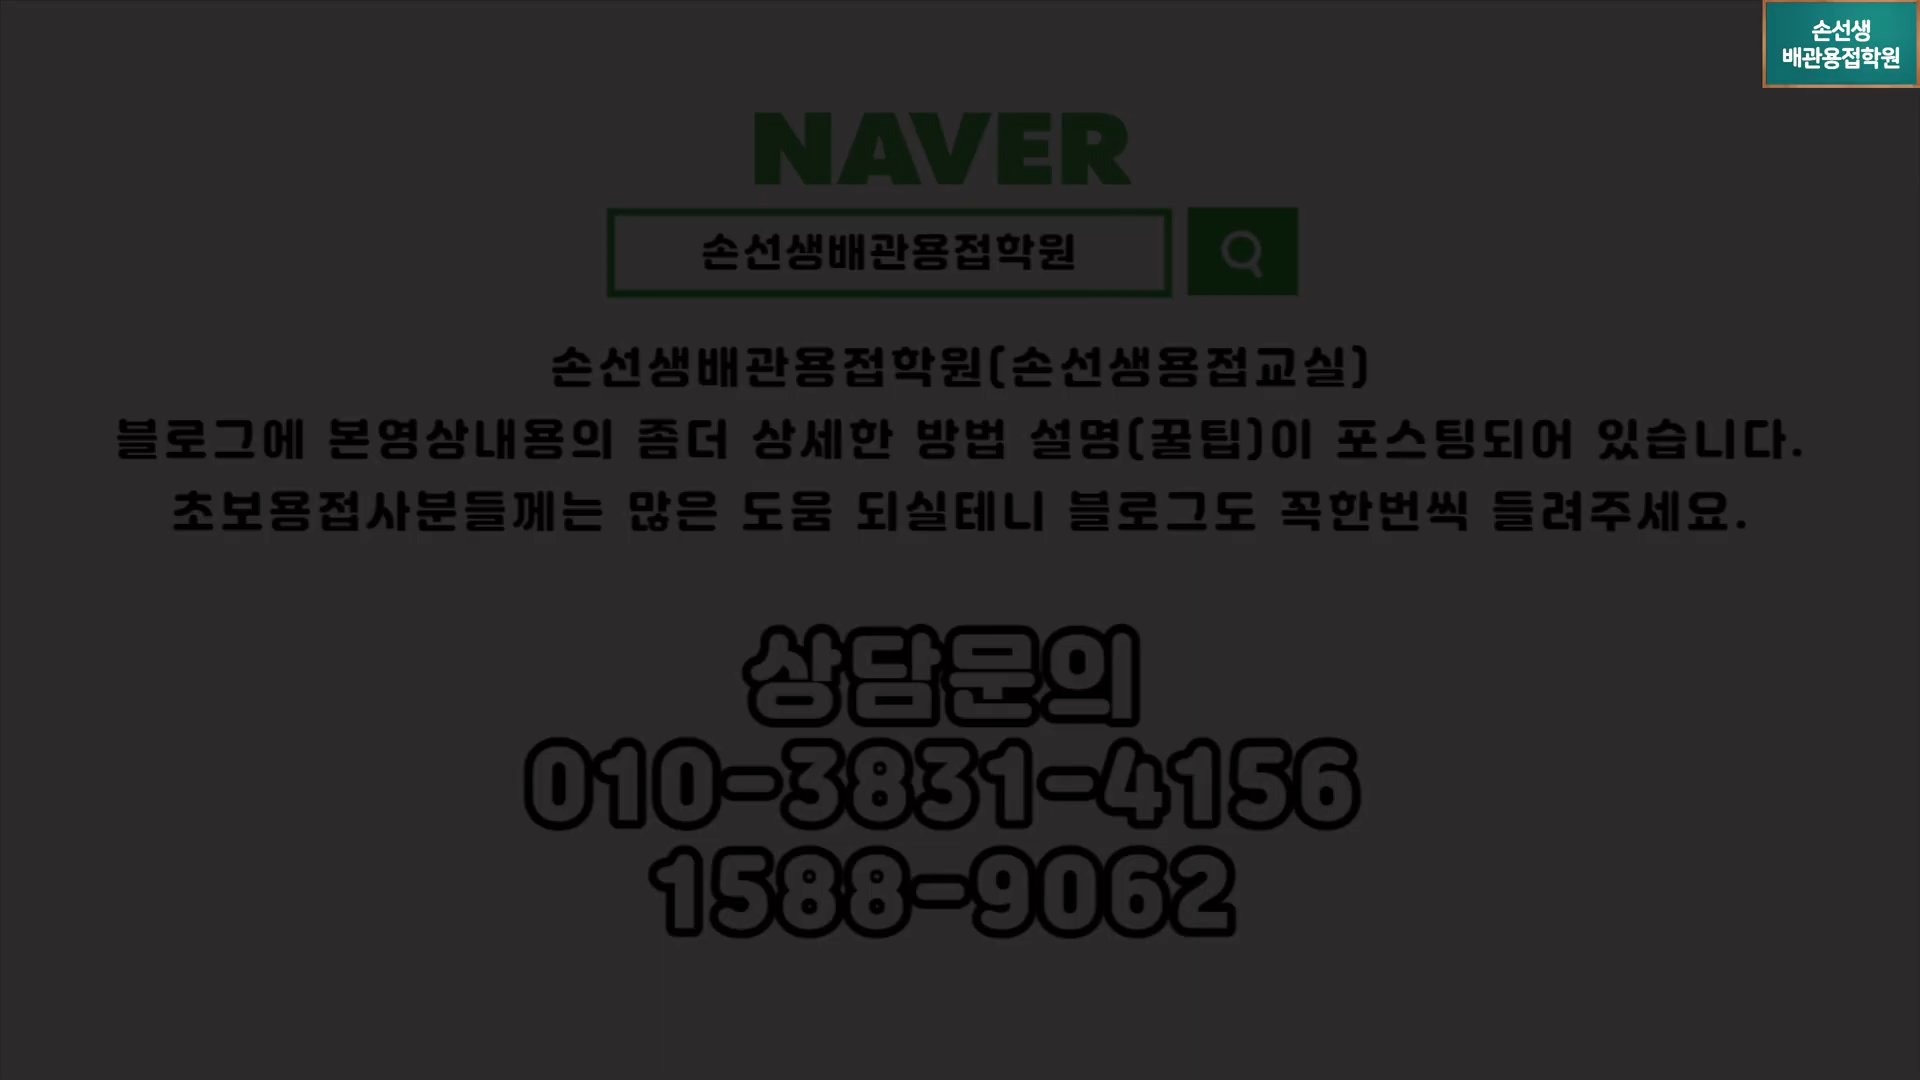 손선생
배관용접학원
NAVER
손선생배관용접학원
손선생배관용접학원(손선생용접교실)
블로그에 본영상내용의 좀더 상세한 방법 설명(꿀팁)이 포스팅되어 있습니다.
초보용접사분들께는 많은 도움 되실테니 블로그도 꼭한번씩 들려주세요.
상담문의
010-3831-4156
1588-9062